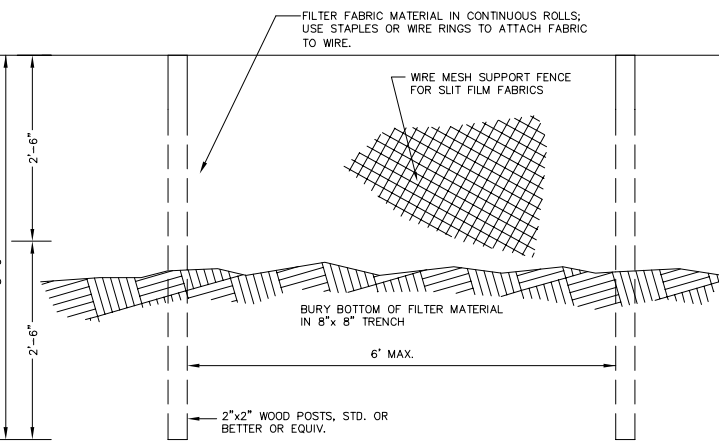 FILTER FABRIC MATERIAL IN CONTINUOUS ROLLS;
USE STAPLES OR WIRE RINGS TO ATTACH FABRIC
TO WIRE.
WIRE MESH SUPPORT FENCE
FOR SLIT FILM FABRICS
2'-6"
2'-6"
BURY BOTTOM OF FILTER MATERIAL
IN 8"x 8" TRENCH
6' MAX.
2"x2" WOOD POSTS, STD. OR
BETTER OR EQUIV.